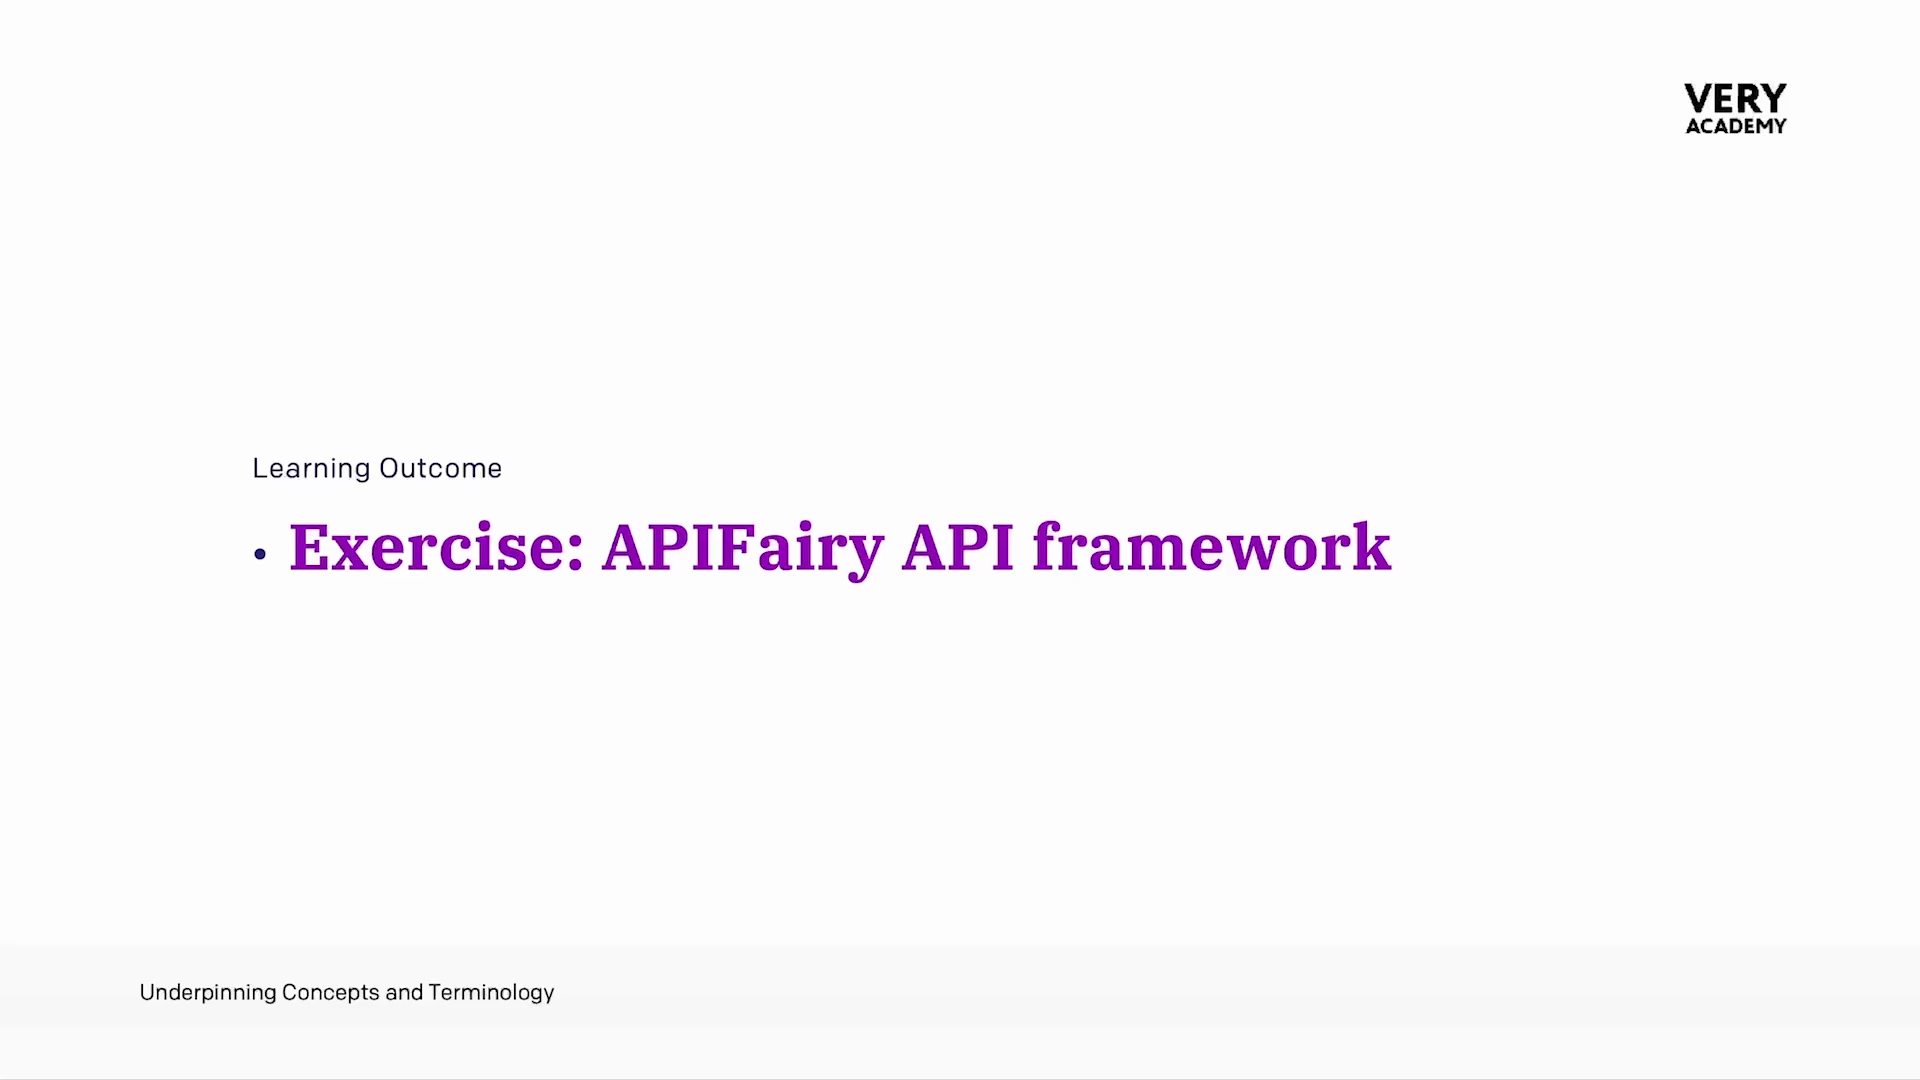 VERY
ACADEMY
Learning Outcome
• Exercise: APIFairy API framework
Underpinning Concepts and Terminology